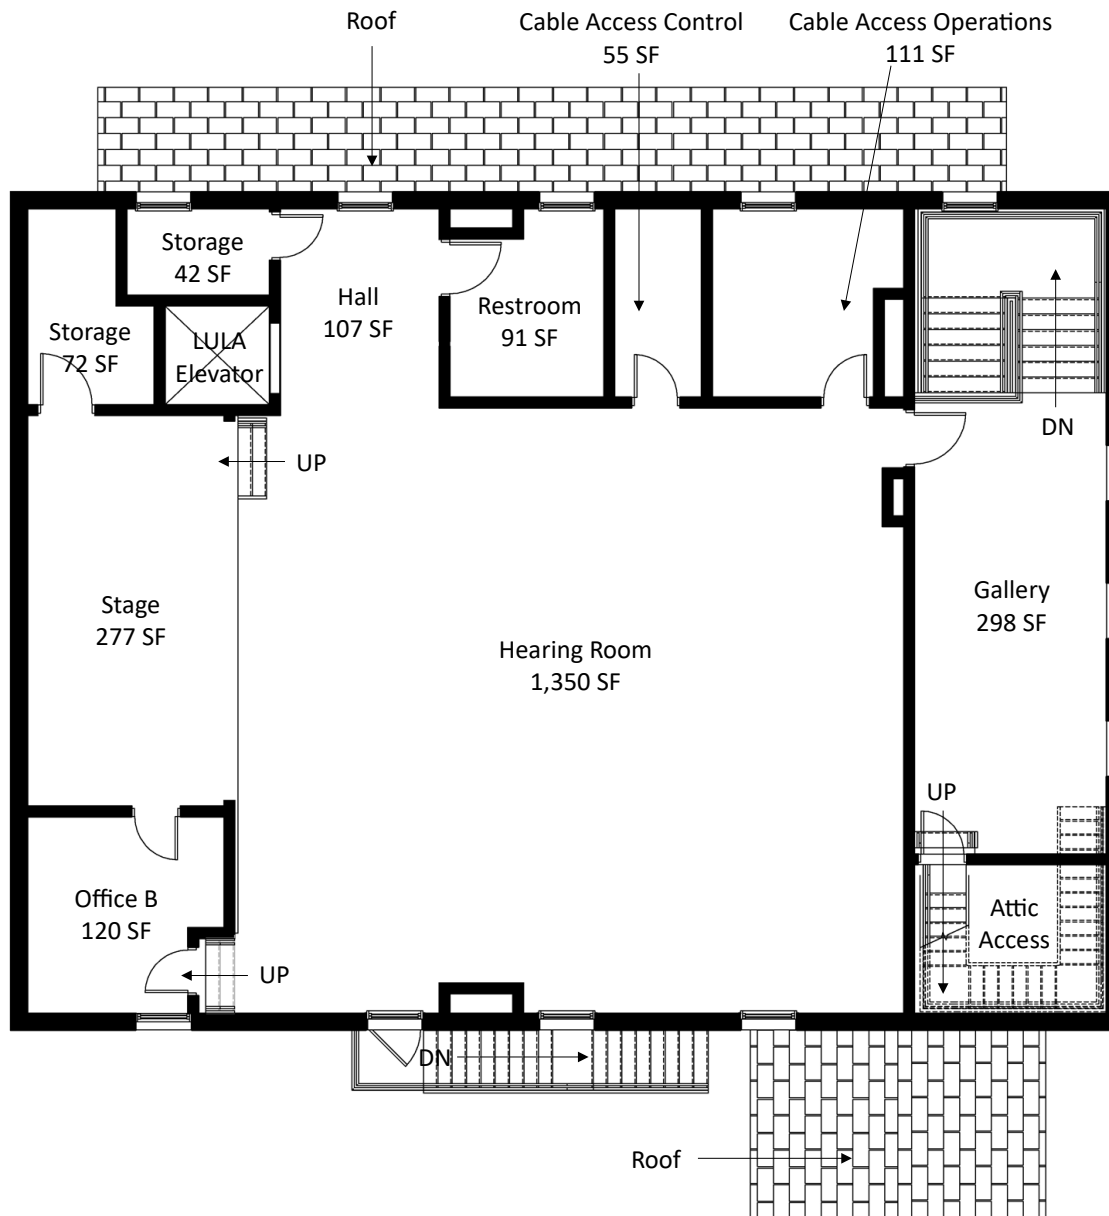 Roof
Cable Access Control
55 SF
Cable Access Operations
111 SF
Storage
42 SF
Hall
107 SF
Restroom
91 SF
Storage
72 SF
LULA
Elevator
DN
UP
Stage
277 SF
Gallery
298 SF
Hearing Room
1,350 SF
UP
Office B
120 SF
Attic
Access
UP
DN
Roof